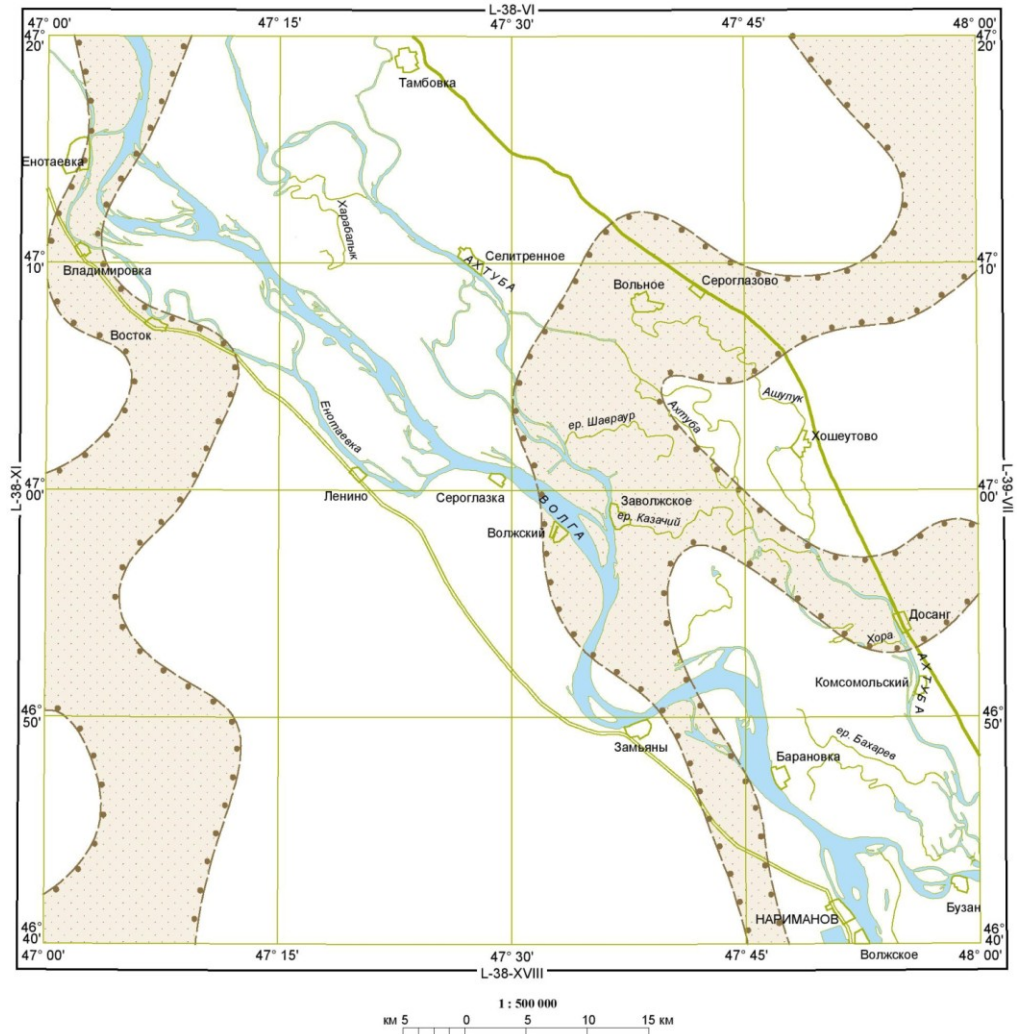 L-38-VI
47° 00'
47° 15'
47° 30'
47° 45'
48° 00'
47°
20'
47°
20'
Тамбовка
Енотаевка
Харабалык
Селитренное
АХТУБА
47°
10'
47°
10'
Владимировка
Вольное
Сероглазово
Восток
Ашулук
Енотаевка
ер. Шавраур
Ахтуба
Хошеутово
L-38-XI
L-39-VII
47°
00'
47°
00'
Ленино
Сероглазка
ВОЛГА
Заволжское
ер. Казачий
Волжский
Досанг
Хора
АХТУБА
Комсомольский
46°
50'
46°
50'
Замьяны
ер. Бахарев
Барановка
Бузан
НАРИМАНОВ
46°
40'
46°
40'
Волжское
47° 00'
47° 15'
47° 30'
47° 45'
48° 00'
L-38-XVIII
1 : 500 000
км 5 0 5 10 15 км